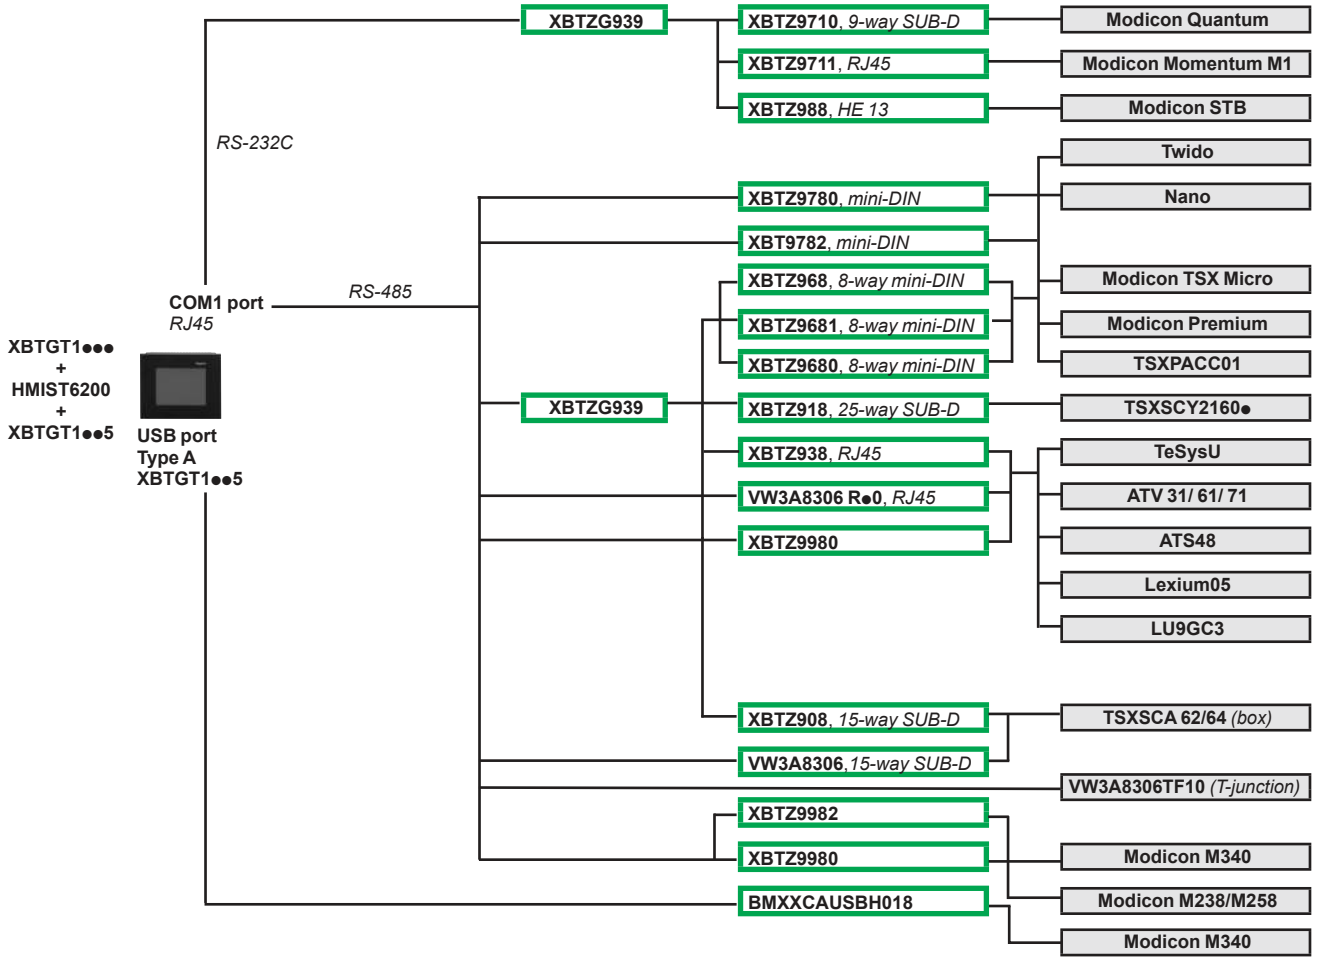 XBTZG939
XBTZ9710, 9-way SUB-D
Modicon Quantum
XBTZ9711, RJ45
Modicon Momentum M1
XBTZ988, HE 13
Modicon STB
RS-232C
Twido
XBTZ9780, mini-DIN
Nano
XBT9782, mini-DIN
XBTZ968, 8-way mini-DIN
Modicon TSX Micro
RS-485
COM1 port
RJ45
XBTZ9681, 8-way mini-DIN
Modicon Premium
XBTGT1●●●
+
HMIST6200
+
XBTGT1●●5
XBTZ9680, 8-way mini-DIN
TSXPACC01
XBTZG939
XBTZ918, 25-way SUB-D
TSXSCY2160●
USB port
Type A
XBTGT1●●5
XBTZ938, RJ45
TeSysU
VW3A8306 R●0, RJ45
ATV 31/ 61/ 71
XBTZ9980
ATS48
Lexium05
LU9GC3
XBTZ908, 15-way SUB-D
TSXSCA 62/64 (box)
VW3A8306,15-way SUB-D
VW3A8306TF10 (T-junction)
XBTZ9982
XBTZ9980
Modicon M340
BMXXCAUSBH018
Modicon M238/M258
Modicon M340